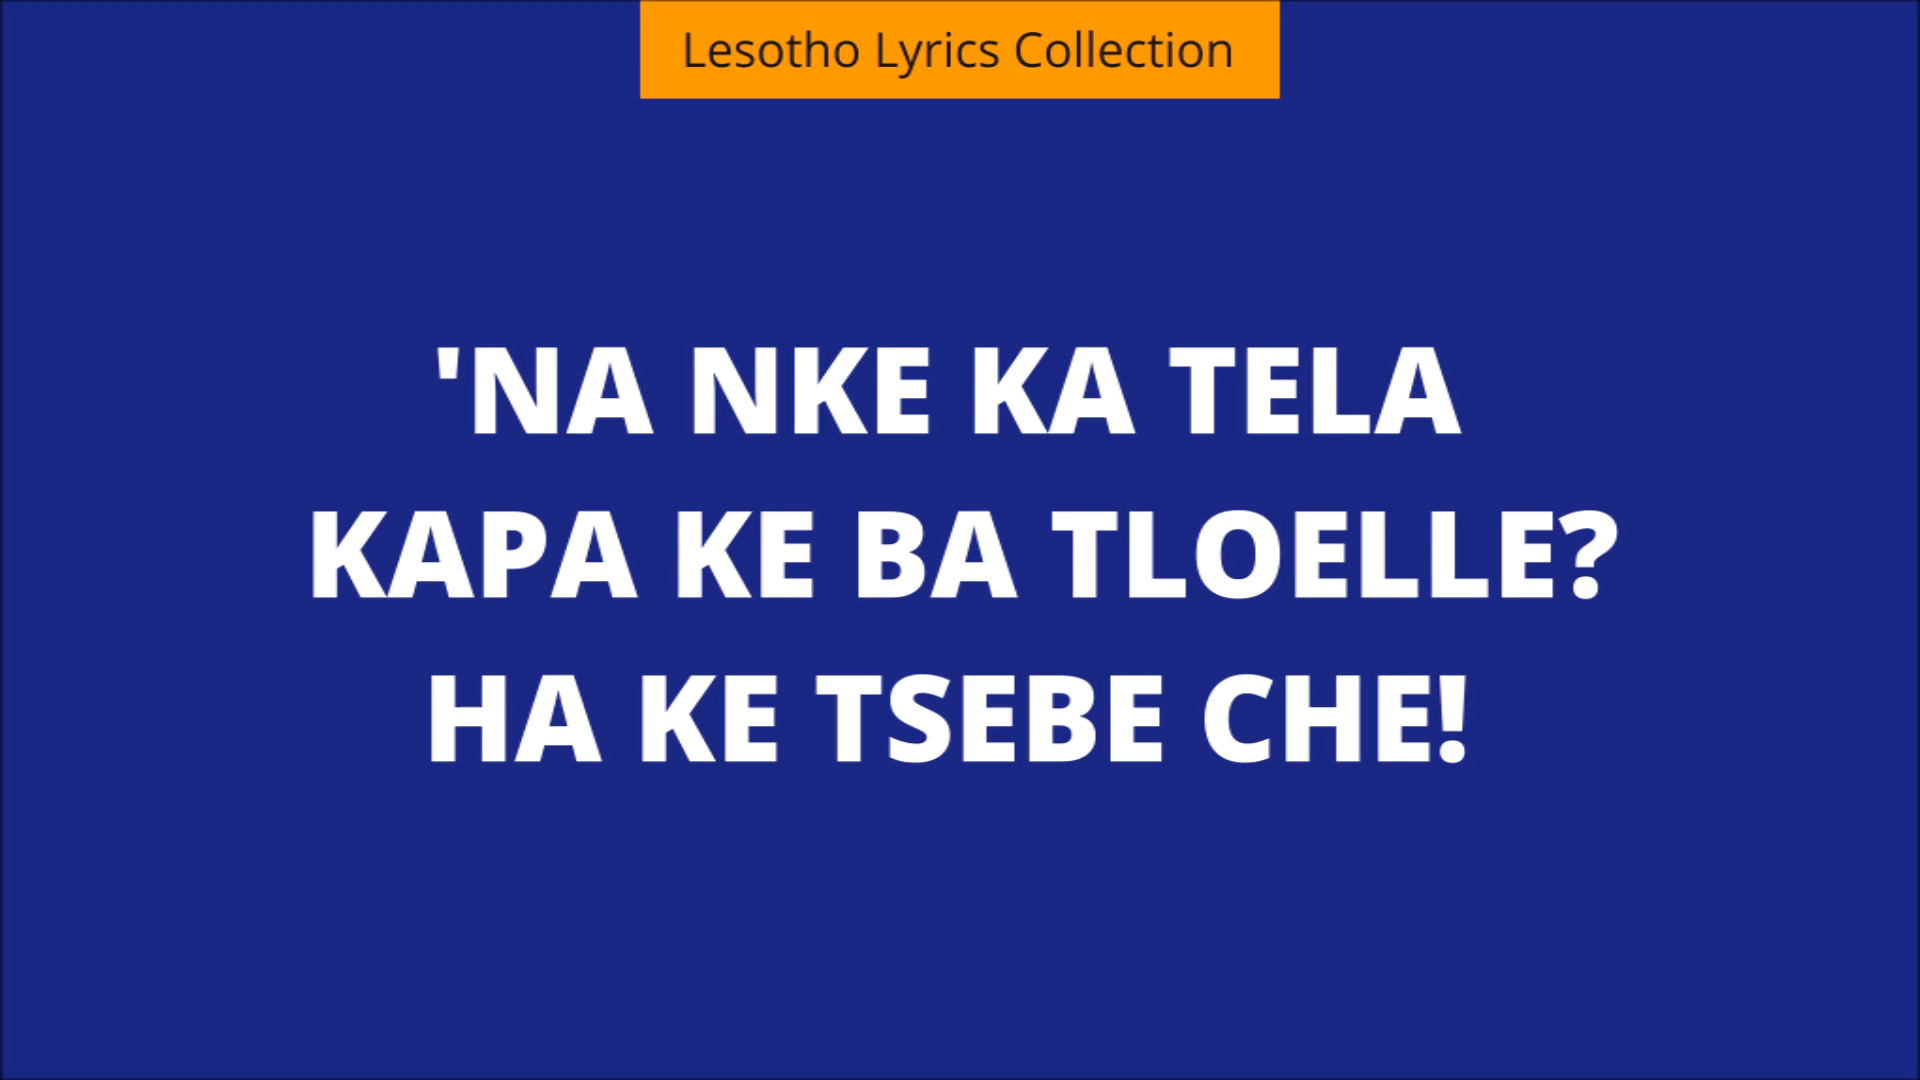 Lesotho Lyrics Collection
'NA NKE KA TELA
KAPA KE BA TLOELLE?
HA KE TSEBE CHE!